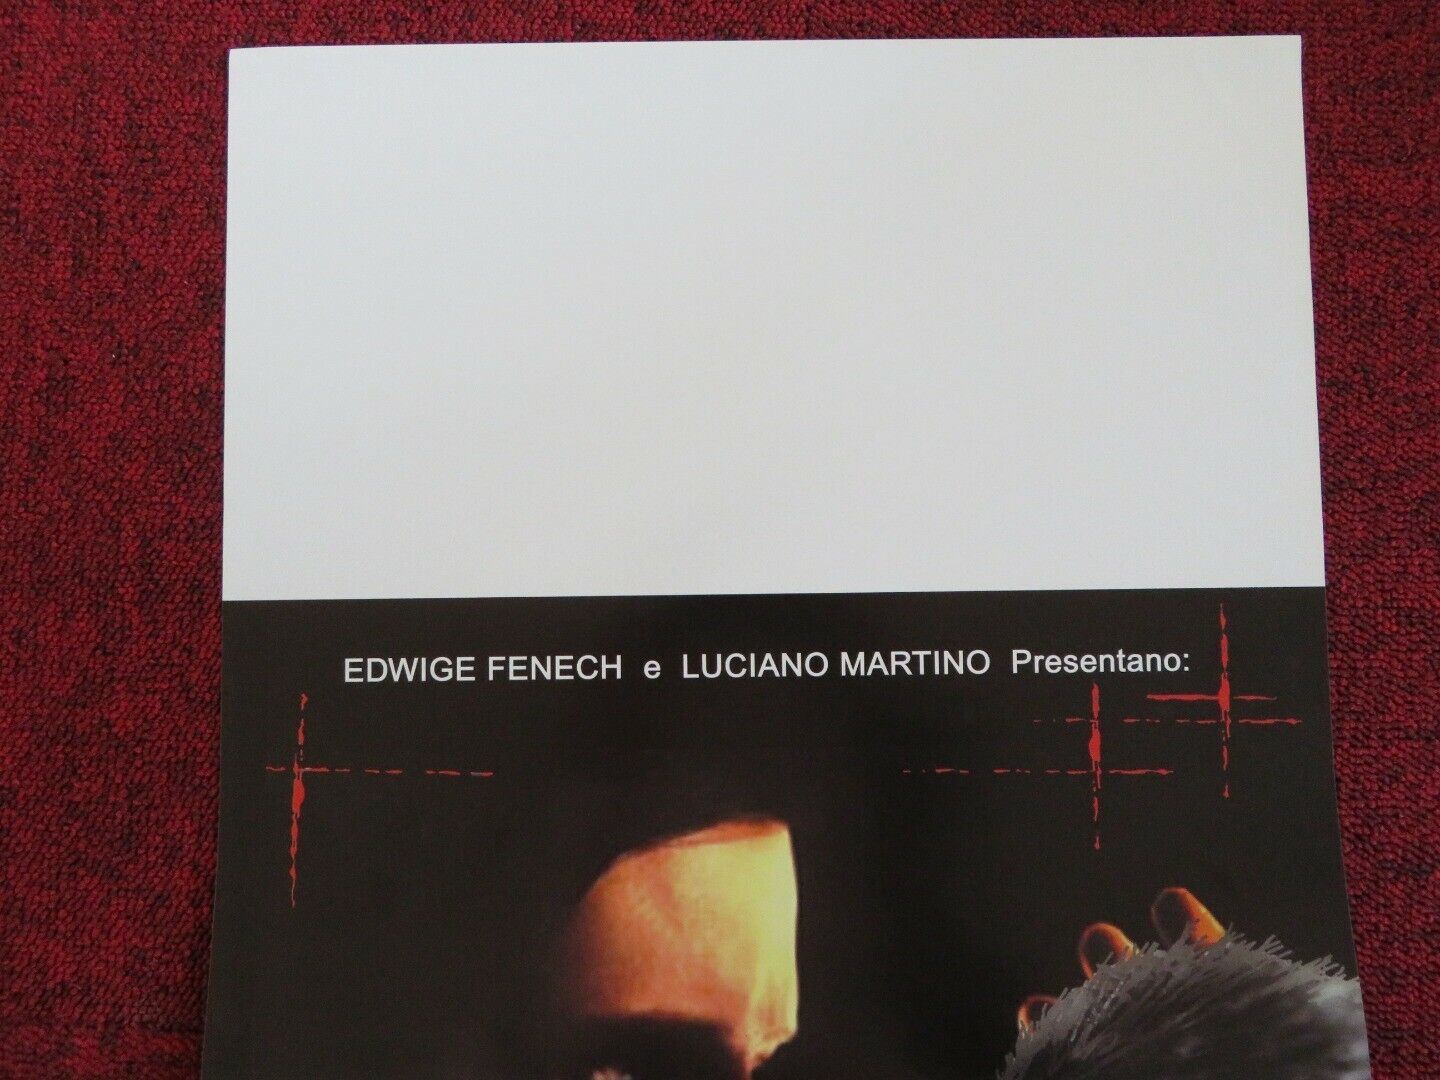 EDWIGE FENECH e LUCIANO MARTINO Presentano: